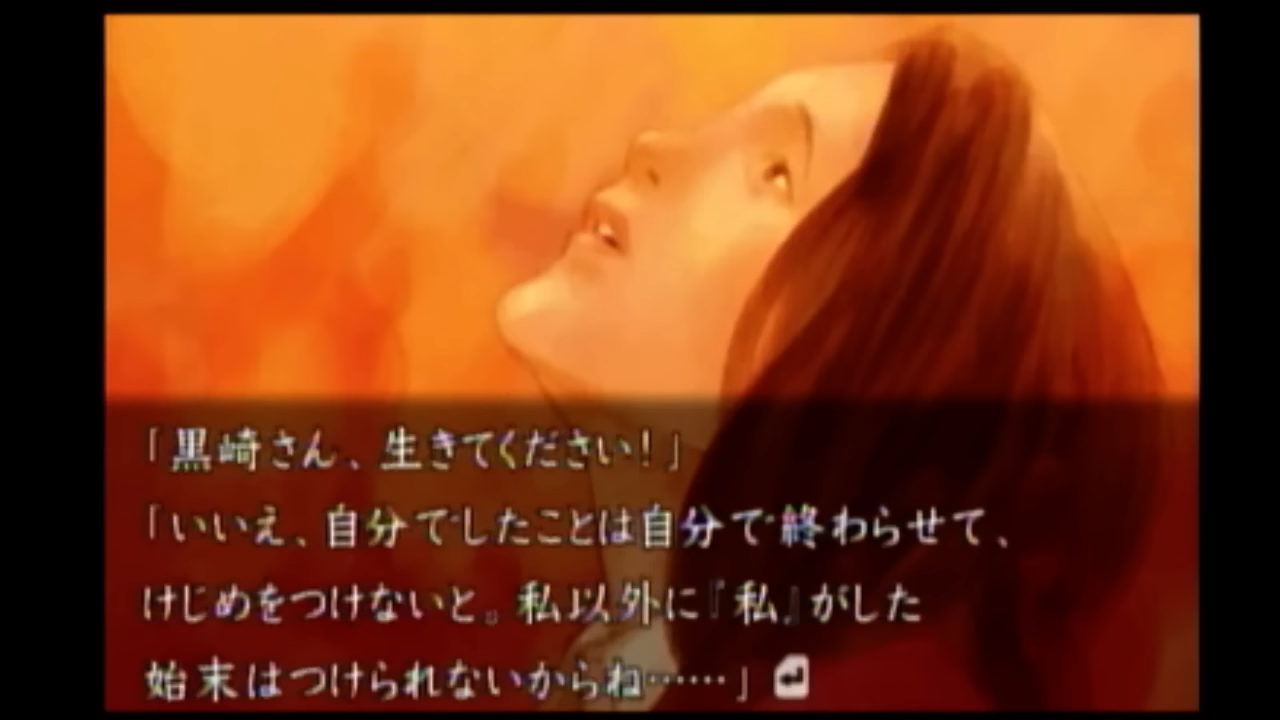 「黒崎さん、生きてください!」
「いいえ、自分でしたことは自分で終わらせて、
けじめをつけないと。私以外に『私』がした
始末はつけられないからね……」